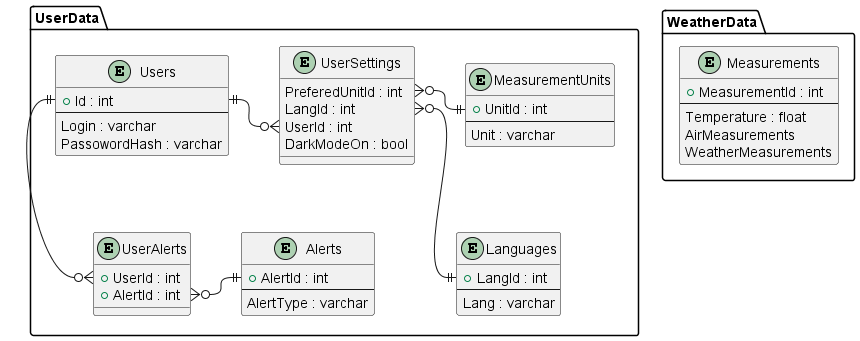 UserData
E Users
Id : int
Login : varchar
PasswordHash : varchar
E UserSettings
PreferedUnitId : int
LangId : int
UserId : int
DarkModeOn : bool
E MeasurementUnits
UnitId : int
Unit : varchar
E UserAlerts
UserId : int
AlertId : int
E Alerts
AlertId : int
AlertType : varchar
E Languages
LangId : int
Lang : varchar
WeatherData
E Measurements
MeasurementId : int
Temperature : float
AirMeasurements
WeatherMeasurements